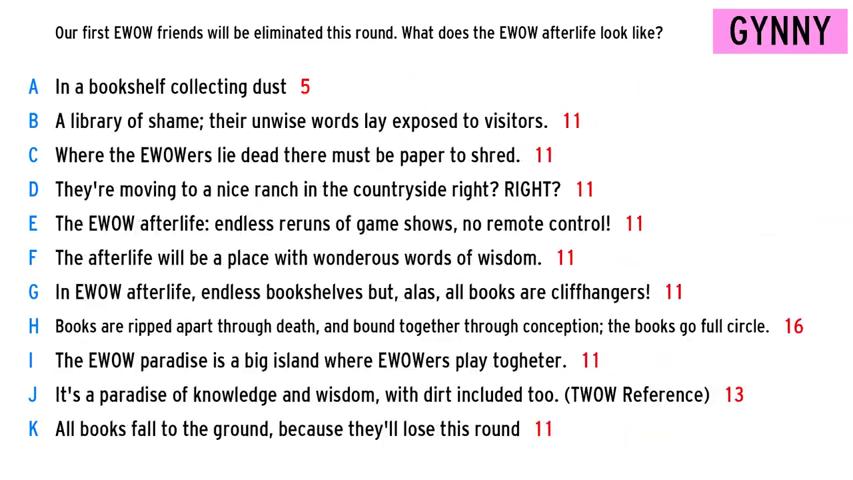 Our first EWOW friends will be eliminated this round. What does the EWOW afterlife look like?
GYNNY
A In a bookshelf collecting dust 5
B A library of shame; their unwise words lay exposed to visitors. 11
C Where the EWOWers lie dead there must be paper to shred. 11
D They're moving to a nice ranch in the countryside right? RIGHT? 11
E The EWOW afterlife: endless reruns of game shows, no remote control! 11
F The afterlife will be a place with wonderous words of wisdom. 11
G In EWOW afterlife, endless bookshelves but, alas, all books are cliffhangers! 11
H Books are ripped apart through death, and bound together through conception; the books go full circle. 16
I The EWOW paradise is a big island where EWOWers play togheter. 11
J It's a paradise of knowledge and wisdom, with dirt included too. (TWOW Reference) 13
K All books fall to the ground, because they'll lose this round 11